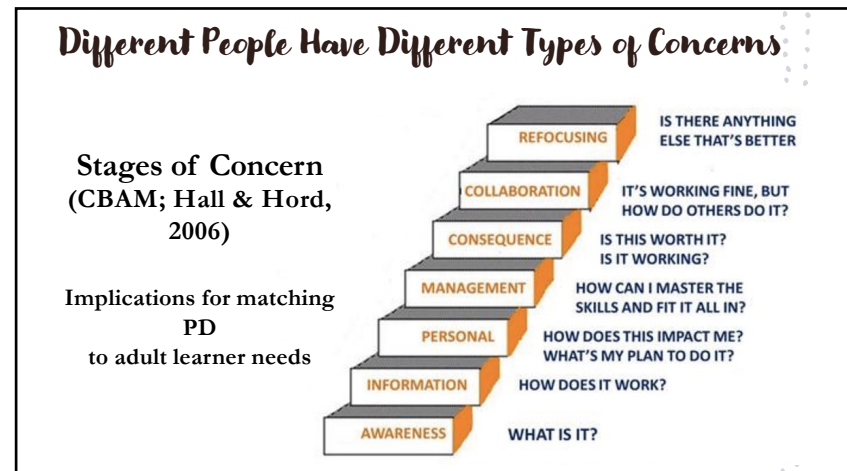 Different People Have Different Types of Concerns
Stages of Concern
(CBAM; Hall & Hord,
2006)
Implications for matching
PD
to adult learner needs
REFOCUSING
IS THERE ANYTHING
ELSE THAT'S BETTER
COLLABORATION
IT'S WORKING FINE, BUT
HOW DO OTHERS DO IT?
CONSEQUENCE
IS THIS WORTH IT?
IS IT WORKING?
MANAGEMENT
HOW CAN I MASTER THE
SKILLS AND FIT IT ALL IN?
PERSONAL
HOW DOES THIS IMPACT ME?
WHAT'S MY PLAN TO DO IT?
INFORMATION
HOW DOES IT WORK?
AWARENESS
WHAT IS IT?